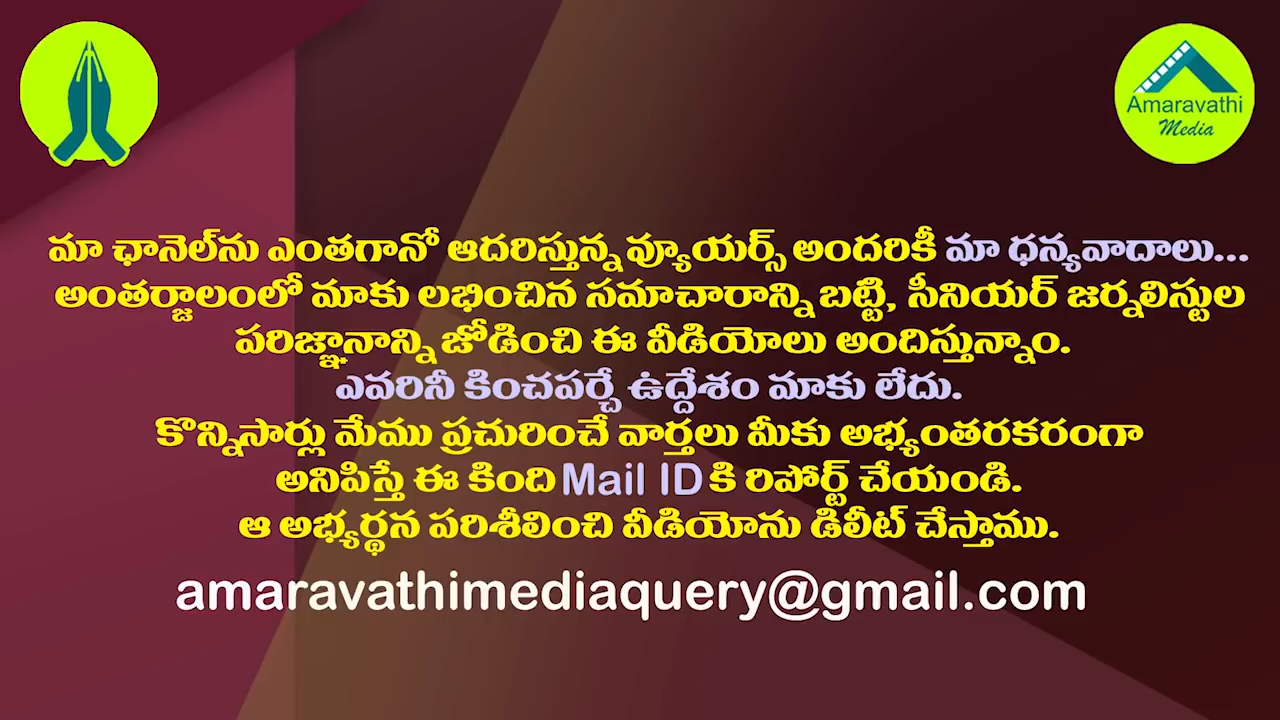 Amaravathi
Media
మా ఛానెల్‌ను ఎంతగానో ఆదరిస్తున్న వ్యూయర్స్ అందరికీ మా ధన్యవాదాలు...
అంతర్జాలంలో మాకు లభించిన సమాచారాన్ని బట్టి, సీనియర్ జర్నలిస్టుల
పరిజ్ఞానాన్ని జోడించి ఈ వీడియోలు అందిస్తున్నాం.
ఎవరినీ కించపర్చే ఉద్దేశం మాకు లేదు.
కొన్నిసార్లు మేము ప్రచురించే వార్తలు మీకు అభ్యంతరకరంగా
అనిపిస్తే ఈ కింది Mail ID కి రిపోర్ట్ చేయండి.
ఆ అభ్యర్థన పరిశీలించి వీడియోను డిలీట్ చేస్తాము.
amaravathimediaquery@gmail.com